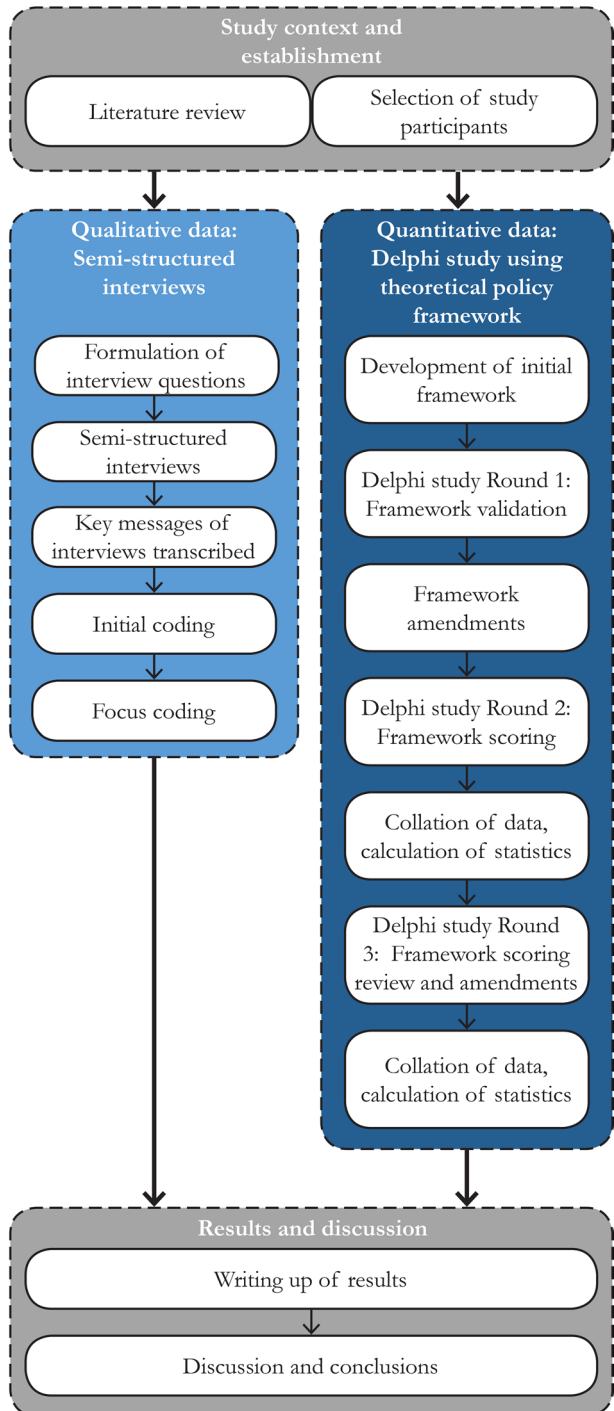 Study context and
establishment
Literature review
Selection of study
participants
Qualitative data:
Semi-structured
interviews
Formulation of
interview questions
Semi-structured
interviews
Key messages of
interviews transcribed
Initial coding
Focus coding
Quantitative data:
Delphi study using
theoretical policy
framework
Development of initial
framework
Delphi study Round 1:
Framework validation
Framework
amendments
Delphi study Round 2:
Framework scoring
Collation of data,
calculation of statistics
Delphi study Round
3: Framework scoring
review and amendments
Collation of data,
calculation of statistics
Results and discussion
Writing up of results
Discussion and conclusions